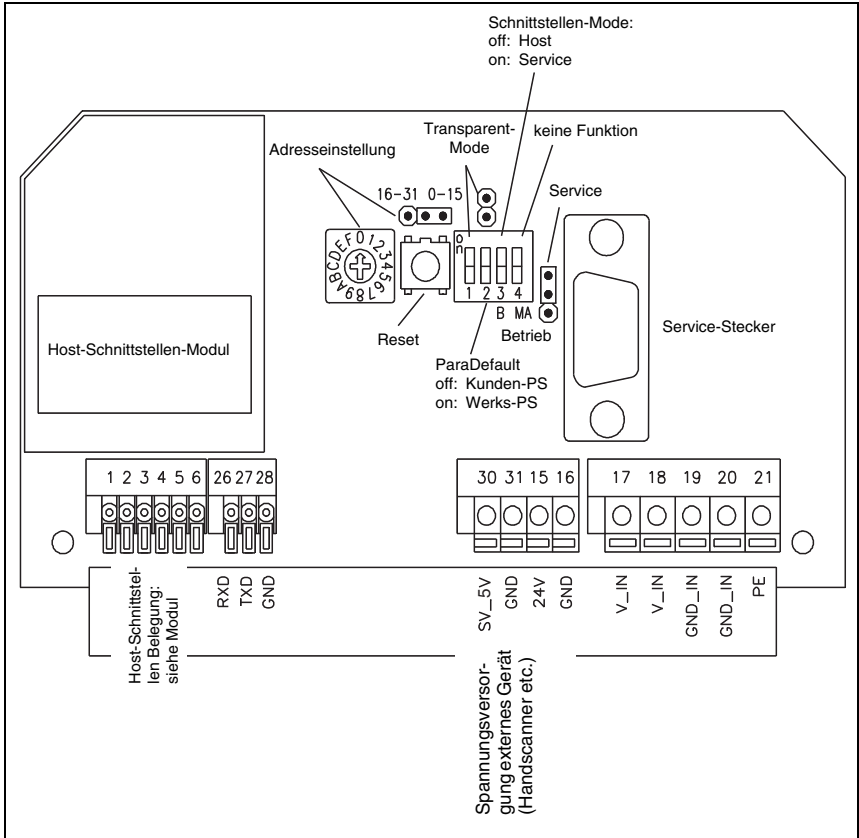 Schnittstellen-Mode:
off: Host
on: Service
Transparent-
Mode
keine Funktion
Adresseinstellung
16-31 0-15
Service
on
0123456789ABCDEF
1 2 3 4
B MA
Reset
Betrieb
Service-Stecker
Host-Schnittstellen-Modul
ParaDefault
off: Kunden-PS
on: Werks-PS
1 2 3 4 5 6 26 27 28
30 31 15 16
17 18 19 20 21
Host-Schnittstel-
len Belegung:
siehe Modul
RXD
TXD
GND
SV_5V
GND
24V
GND
V_IN
V_IN
GND_IN
GND_IN
PE
Spannungsversor-
gung externes Gerät
(Handscanner etc.)